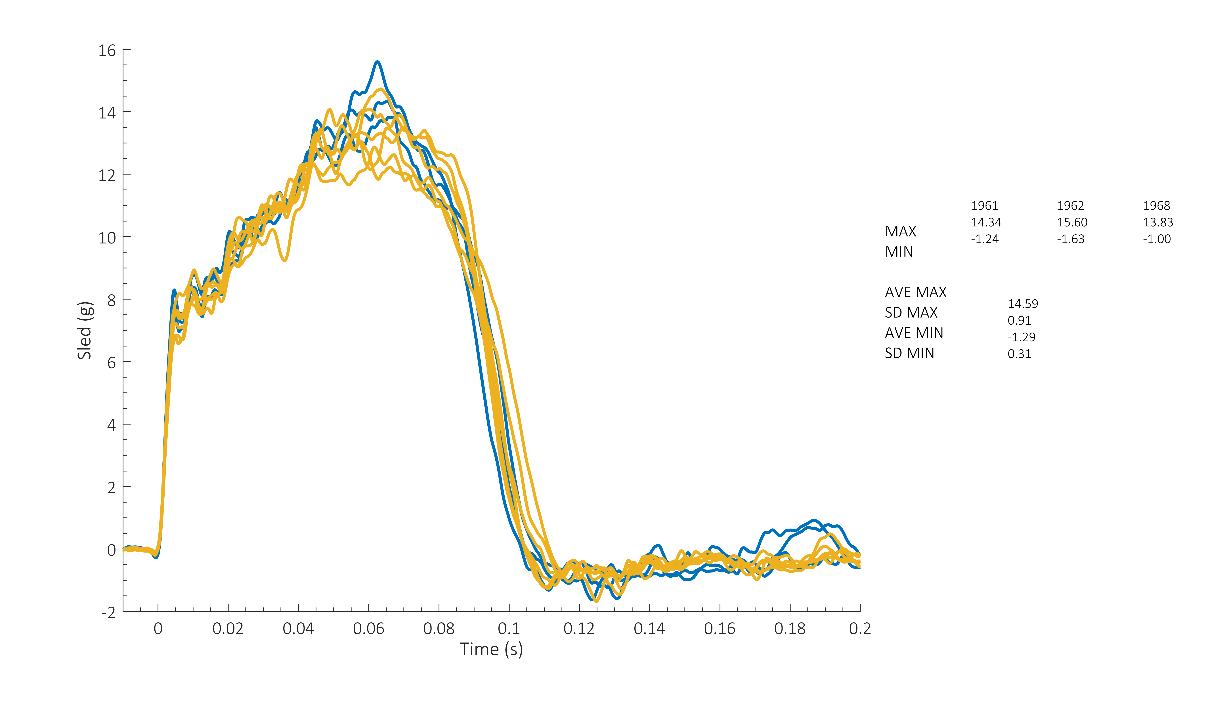 16
14
12
10
8
6
4
2
0
-2
Sled (g)
0 0.02 0.04 0.06 0.08 0.1 0.12 0.14 0.16 0.18 0.2
Time (s)
1961 1962 1968
MAX 14.34 15.60 13.83
MIN -1.24 -1.63 -1.00
AVE MAX 14.59
SD MAX 0.91
AVE MIN -1.29
SD MIN 0.31